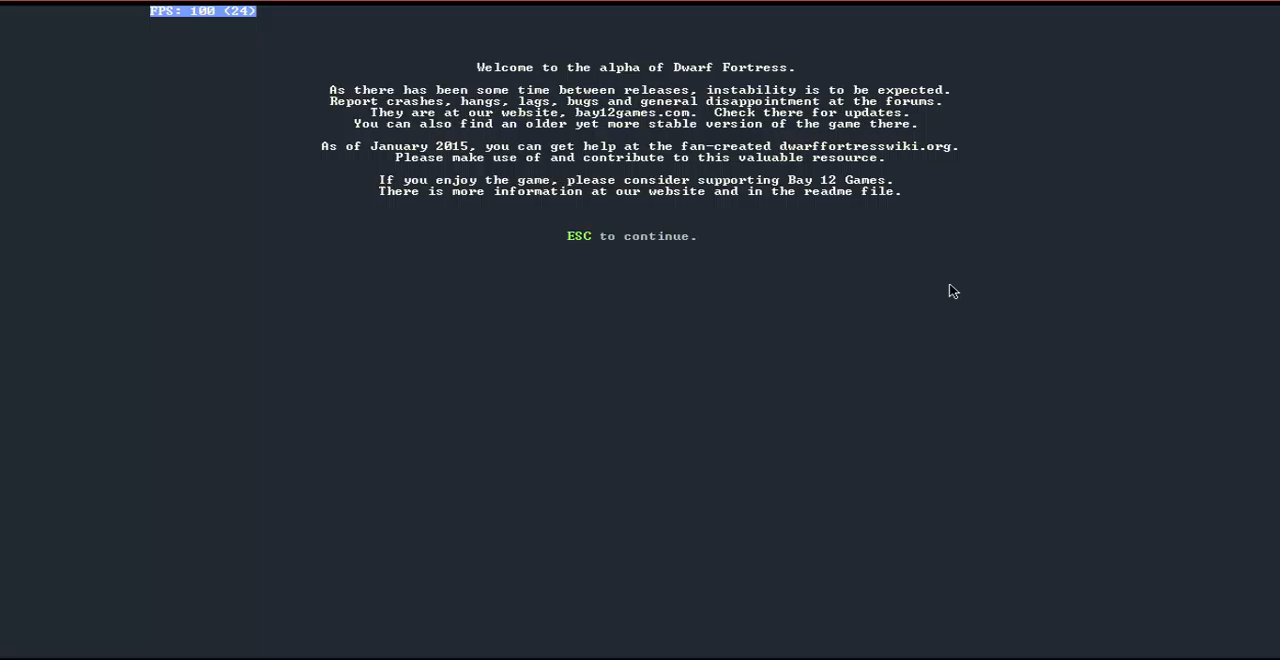 FPS: 100 (24)
Welcome to the alpha of Dwarf Fortress.
As there has been some time between releases, instability is to be expected.
Report crashes, hangs, lags, bugs and general disappointment at the forums.
They are at our website, bay12games.com.  Check there for updates.
You can also find an older yet more stable version of the game there.
As of January 2015, you can get help at the fan-created dwarffortresswiki.org.
Please make use of and contribute to this valuable resource.
If you enjoy the game, please consider supporting Bay 12 Games.
There is more information at our website and in the readme file.
ESC to continue.